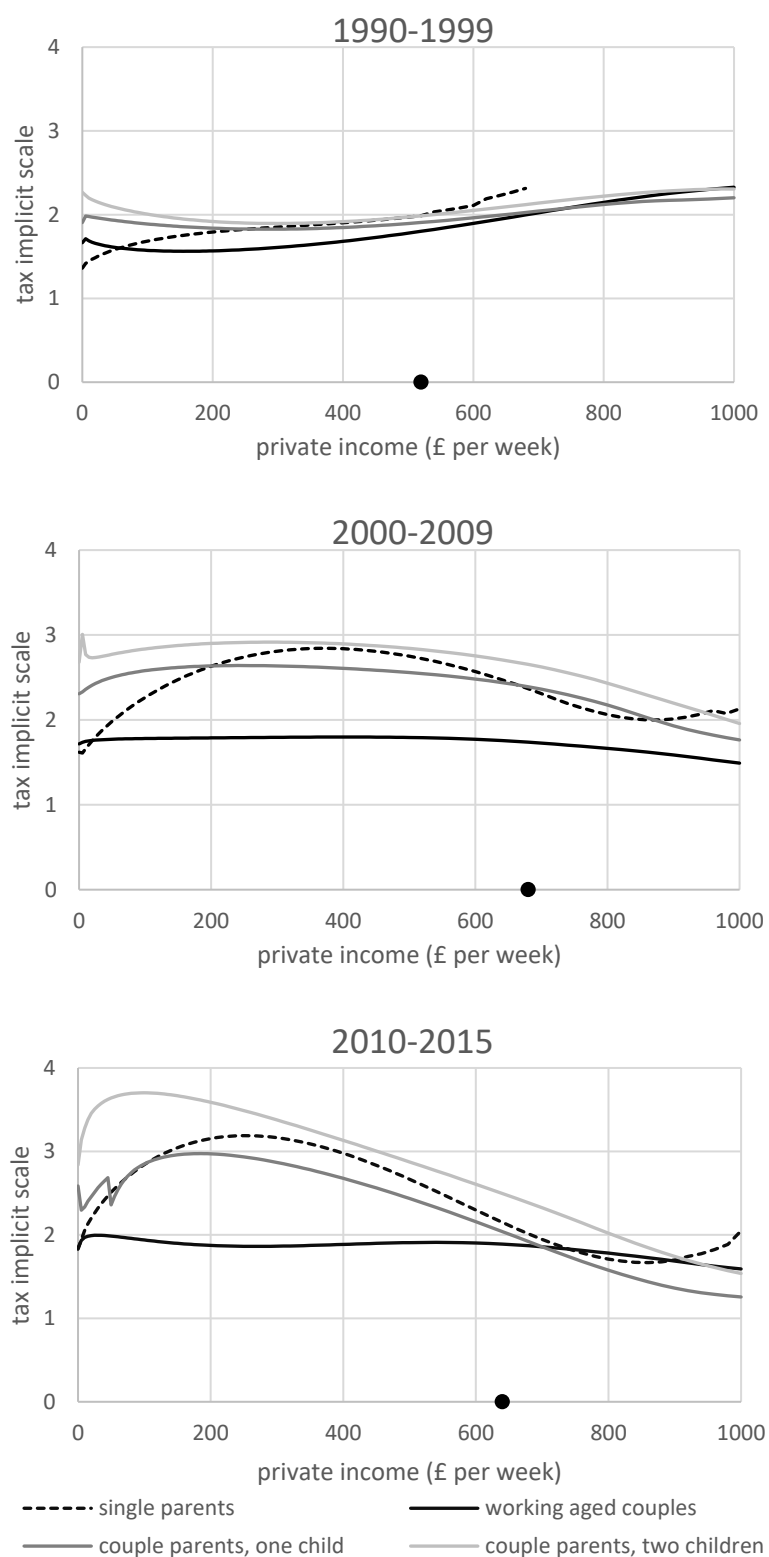 1990-1999
4
3
2
1
0
tax implicit scale
0 200 400 600 800 1000
private income (£ per week)
2000-2009
4
3
2
1
0
tax implicit scale
0 200 400 600 800 1000
private income (£ per week)
2010-2015
4
3
2
1
0
tax implicit scale
0 200 400 600 800 1000
private income (£ per week)
single parents working aged couples
couple parents, one child couple parents, two children